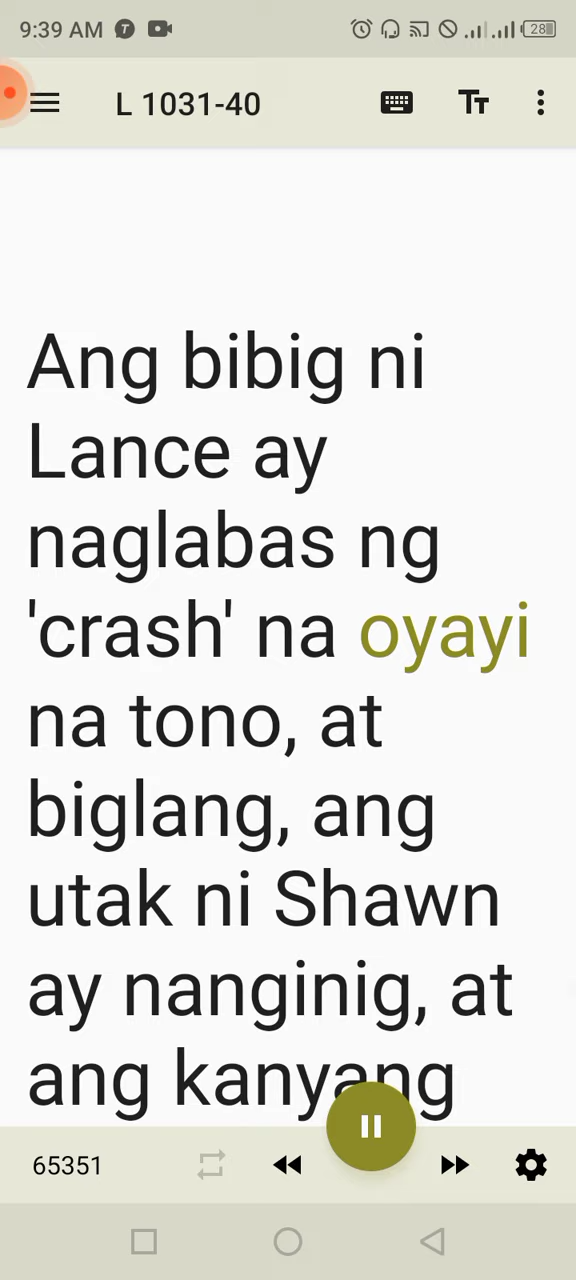 9:39 AM
28
L 1031-40
Ang bibig ni
Lance ay
naglabas ng
'crash' na oyayi
na tono, at
biglang, ang
utak ni Shawn
ay nanginig, at
ang kanyang
65351